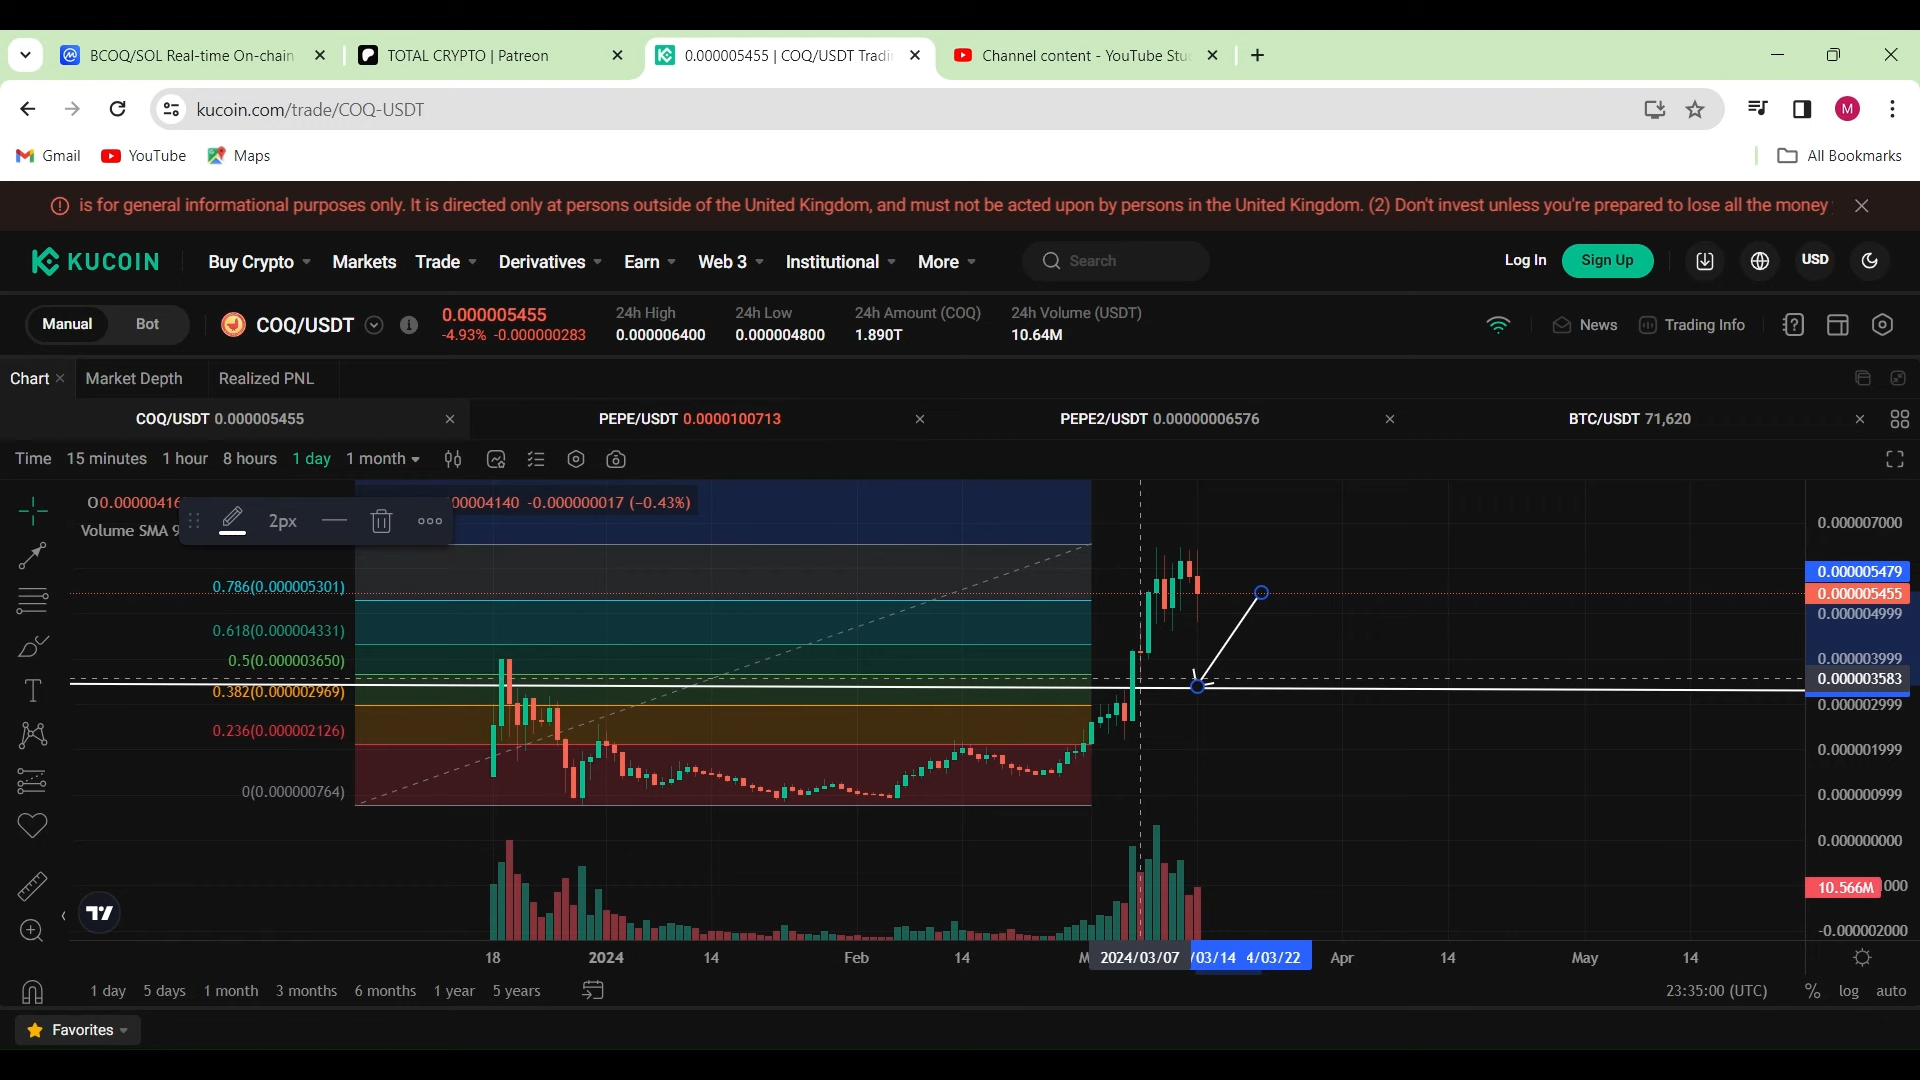 BCOQ/SOL Real-time On-chain
TOTAL CRYPTO | Patreon
0.000005455 | COQ/USDT Tradi
Channel content - YouTube Stu
kucoin.com/trade/COQ-USDT
M
Gmail YouTube Maps All Bookmarks
is for general informational purposes only. It is directed only at persons outside of the United Kingdom, and must not be acted upon by persons in the United Kingdom. (2) Don't invest unless you're prepared to lose all the money
KUCOIN Buy Crypto Markets Trade Derivatives Earn Web 3 Institutional More Search Log In Sign Up USD
Manual Bot COQ/USDT
0.000005455
-4.93% -0.000000283
24h High
0.000006400
24h Low
0.000004800
24h Amount (COQ)
1.890T
24h Volume (USDT)
10.64M
News Trading Info
Chart Market Depth Realized PNL
COQ/USDT 0.000005455 PEPE/USDT 0.0000100713 PEPE2/USDT 0.00000006576 BTC/USDT 71,620
Time 15 minutes 1 hour 8 hours 1 day 1 month
O0.00000416 00004140 -0.000000017 (−0.43%)
2px
Volume SMA 9
0.786(0.000005301)
0.618(0.000004331)
0.5(0.000003650)
0.382(0.000002969)
0.236(0.000002126)
0(0.000000764)
0.000007000
0.000005479
0.000005455
0.000004999
0.000003999
0.000003583
0.000002999
0.000001999
0.000000999
0.000000000
10.566M 000
-0.000002000
18 2024 14 Feb 14 M 2024/03/07 /03/14 4/03/22 Apr 14 May 14
1 day 5 days 1 month 3 months 6 months 1 year 5 years 23:35:00 (UTC) % log auto
Favorites